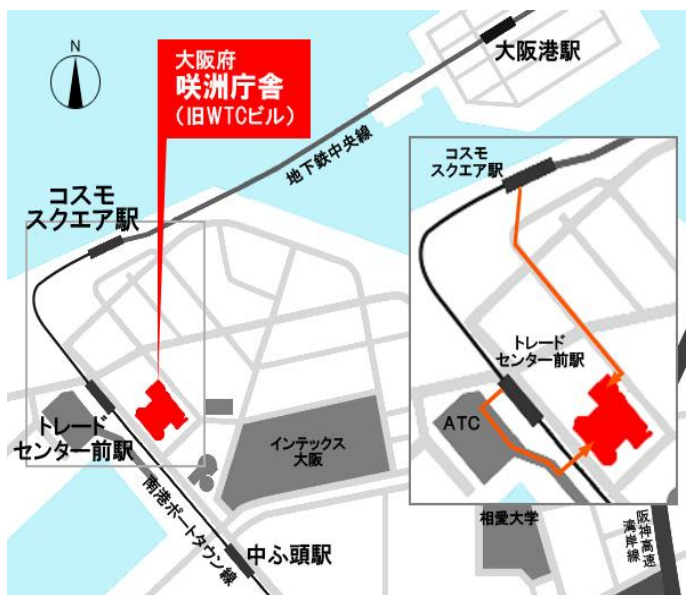 N
大阪府
咲洲庁舎
(旧WTCビル)
大阪港駅
地下鉄中央線
コスモ
スクエア駅
コスモ
スクエア駅
トレード
センター前駅
ATC
トレード
センター前駅
インテックス
大阪
南港ポートタウン線
中ふ頭駅
相愛大学
阪神高速
湾岸線